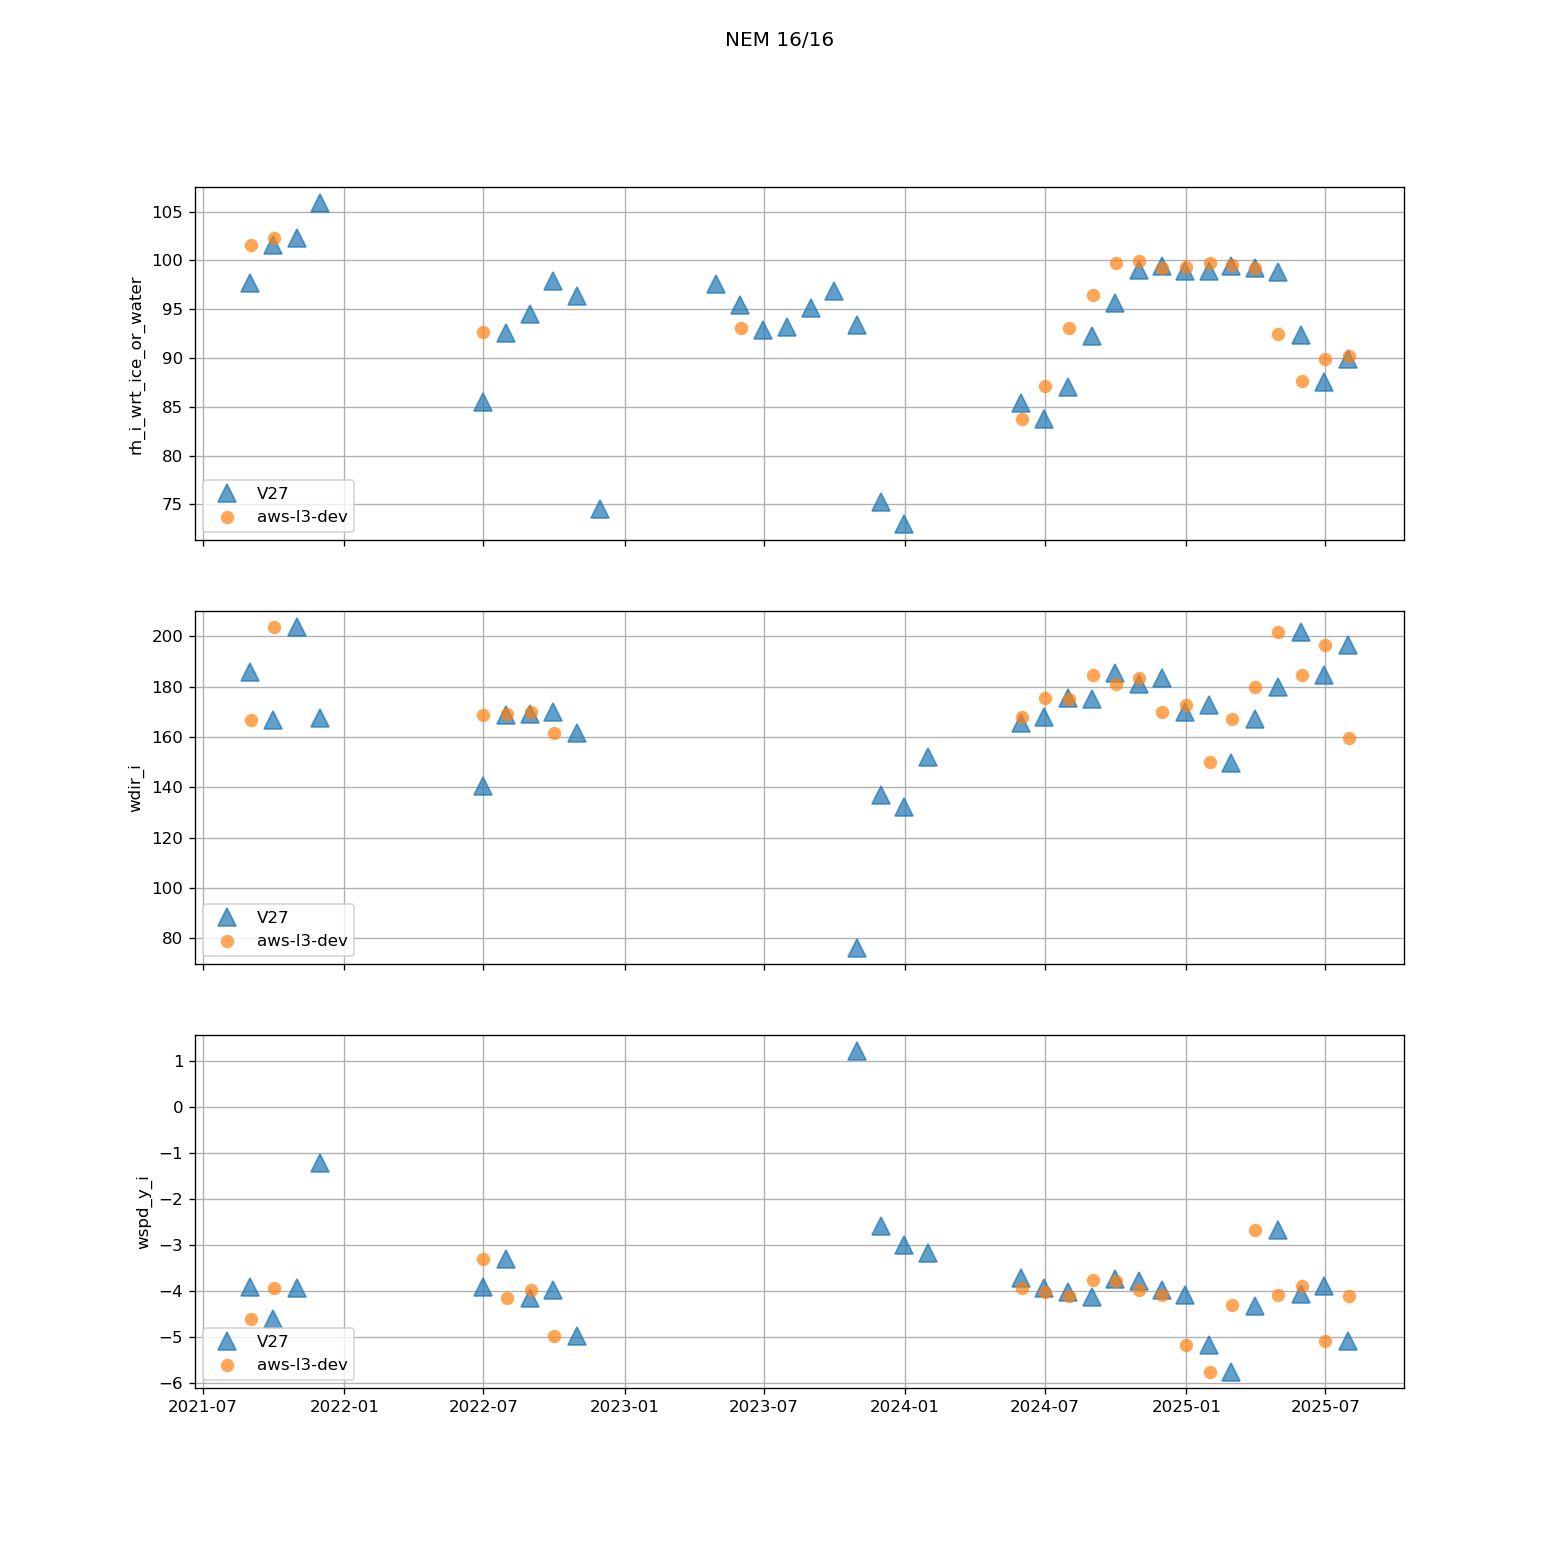 NEM 16/16
105
100
95
90
85
80
75
rh_i_wrt_ice_or_water
V27
aws-l3-dev
200
180
160
140
120
100
80
wdir_i
V27
aws-l3-dev
1
0
−1
−2
−3
−4
−5
−6
wspd_y_i
V27
aws-l3-dev
2021-07 2022-01 2022-07 2023-01 2023-07 2024-01 2024-07 2025-01 2025-07